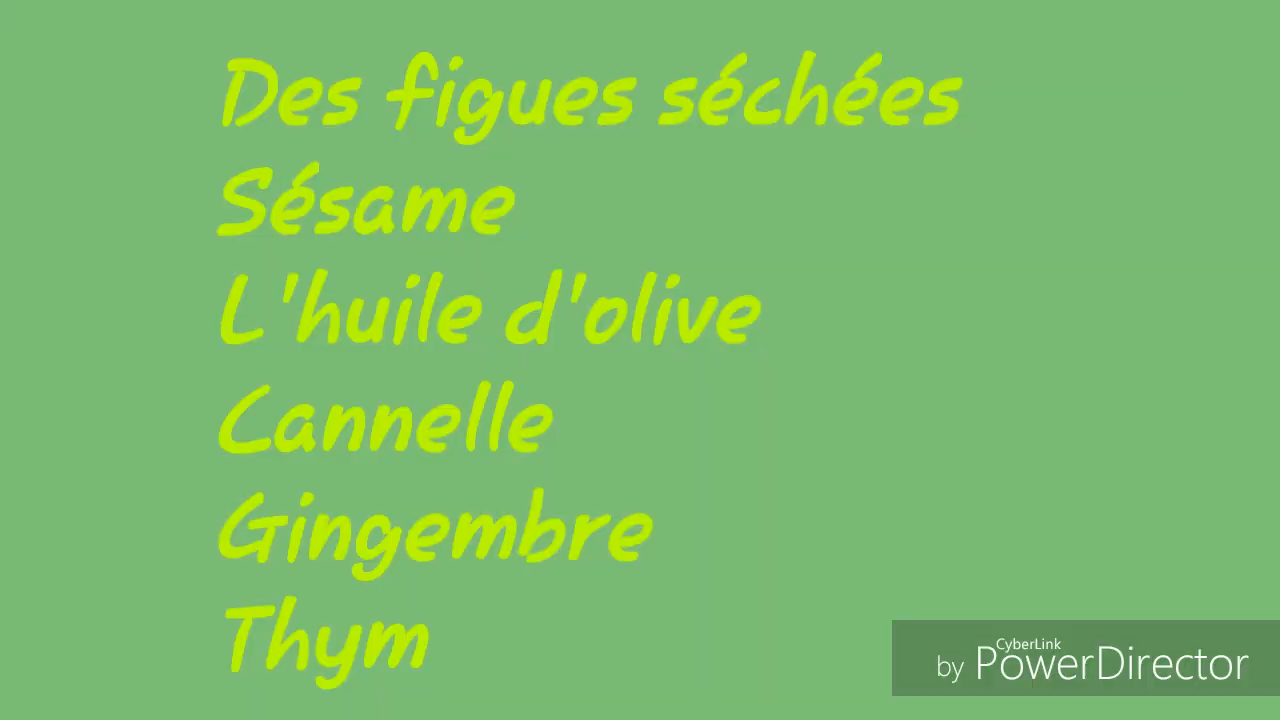 Des figues séchées
Sésame
L'huile d'olive
Cannelle
Gingembre
Thym
CyberLink
by PowerDirector